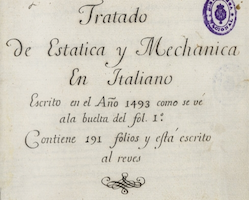 Tratado
de Estatica y Mechanica
En Italiano
Escrito en el Año 1493 como se vé
ala buelta del fol. 1.º
Contiene 191 folios y está escrito
al reves